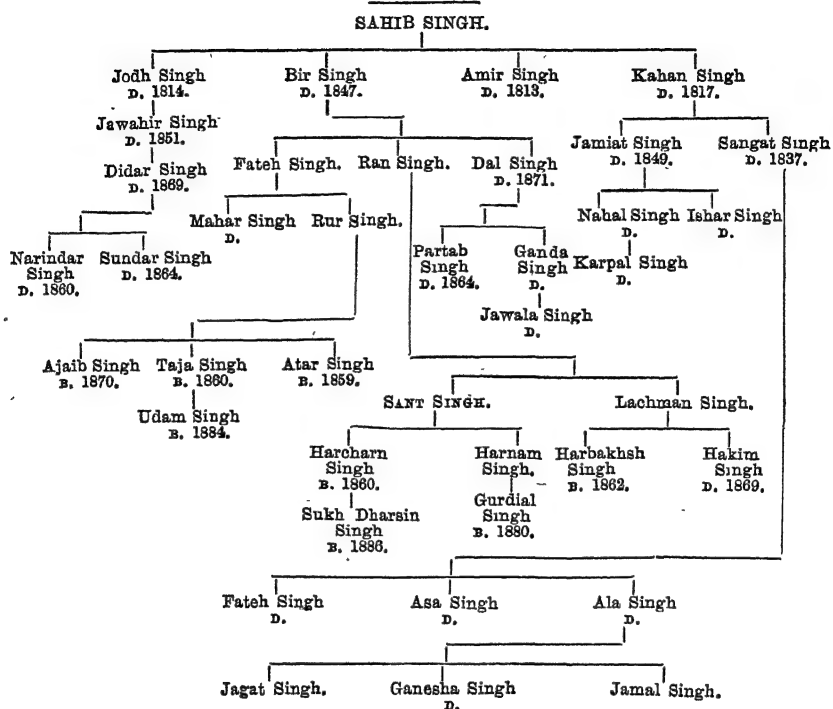 SAHIB SINGH.
Jodh Singh Bir Singh Amir Singh Kahan Singh
D. 1814. D. 1847. D. 1813. D. 1817.
Jawahir Singh
D. 1851.
Jamiat Singh Sangat Singh
D. 1849. D. 1837.
Didar Singh
D. 1869.
Fateh Singh. Ran Singh. Dal Singh
D. 1871.
Mahar Singh Rur Singh.
D.
Nahal Singh Ishar Singh
D. D.
Narindar Sundar Singh
Singh D. 1864.
D. 1860.
Partab Ganda
Singh Singh
D. 1864. D.
Karpal Singh
D.
Jawala Singh
D.
Ajaib Singh Taja Singh Atar Singh
B. 1870. B. 1860. B. 1859.
Udam Singh
B. 1884.
SANT SINGH. Lachman Singh.
Harcharn Harnam Harbakhsh Hakim
Singh Singh. Singh Singh
B. 1860. B. 1862. D. 1869.
Sukh Dharsin Gurdial
Singh Singh
B. 1886. B. 1880.
Fateh Singh Asa Singh Ala Singh
D. D. D.
Jagat Singh. Ganesha Singh Jamal Singh.
D.